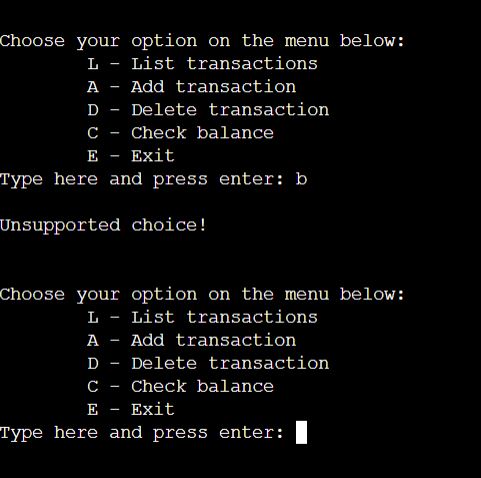 Choose your option on the menu below:
L - List transactions
A - Add transaction
D - Delete transaction
C - Check balance
E - Exit
Type here and press enter: b
Unsupported choice!
Choose your option on the menu below:
L - List transactions
A - Add transaction
D - Delete transaction
C - Check balance
E - Exit
Type here and press enter: